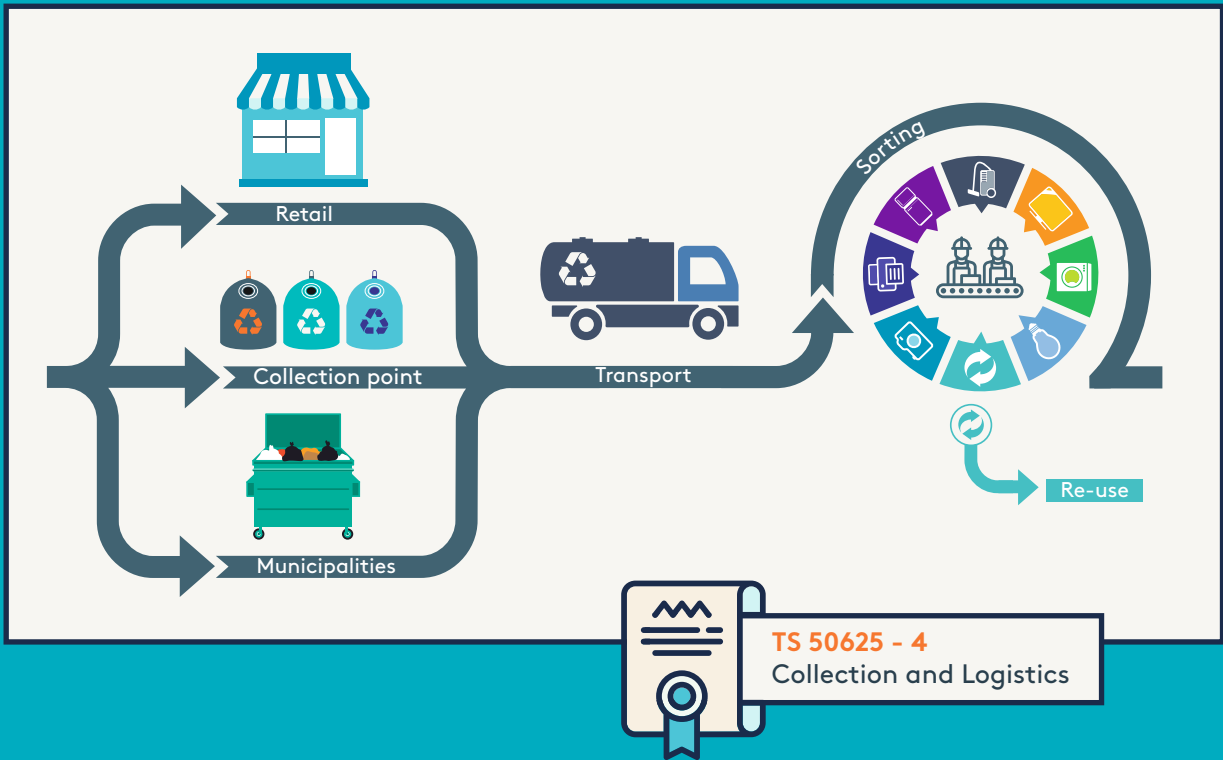 Retail
Collection point
Municipalities
Transport
Sorting
Re-use
TS 50625 - 4
Collection and Logistics